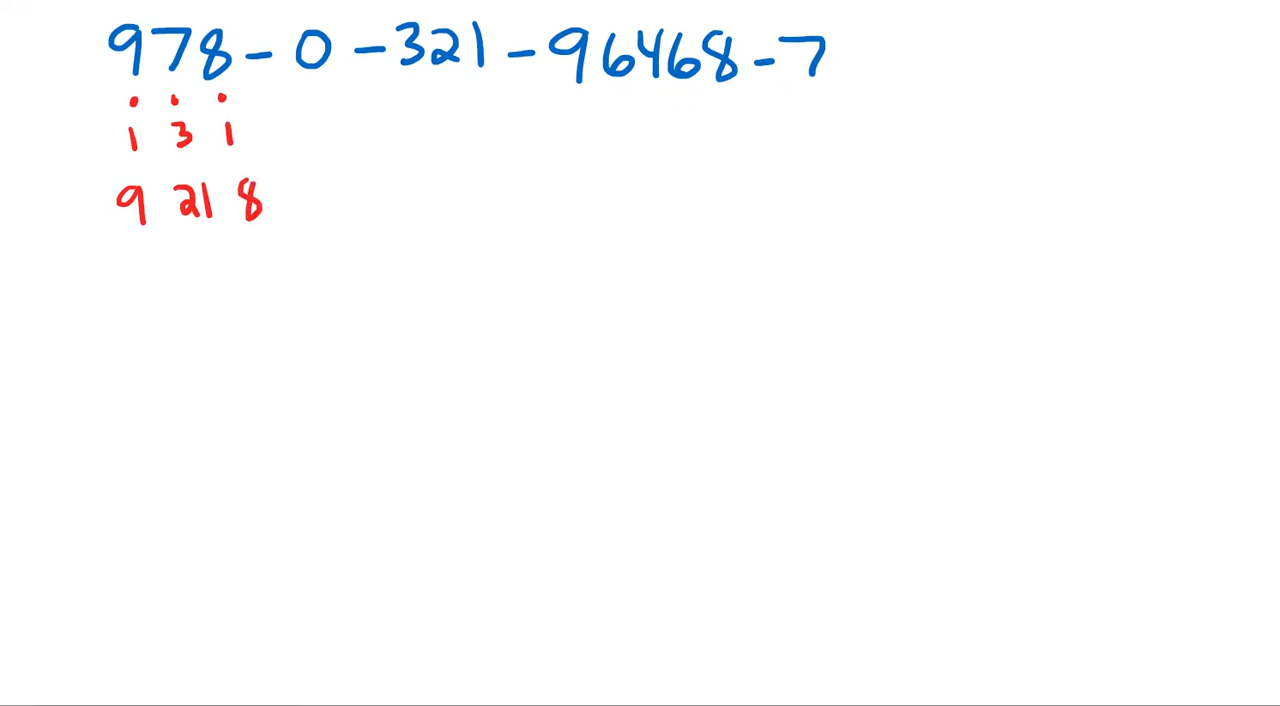 978-0-321-96468-7
• • •
1 3 1
9 21 8